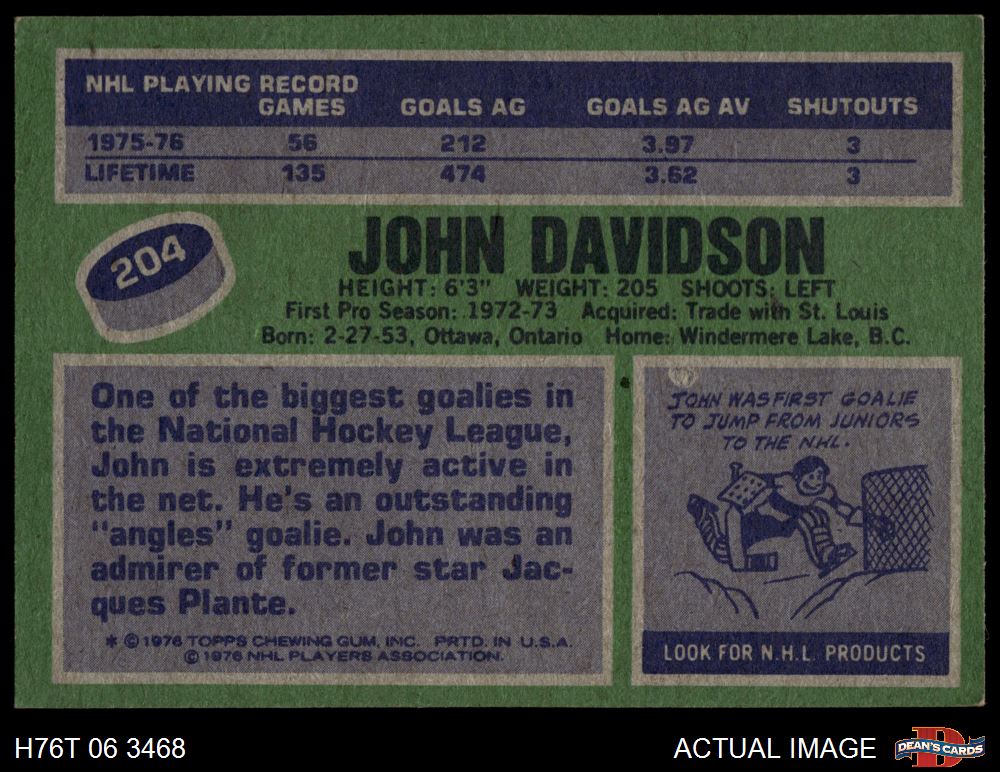 NHL PLAYING RECORD
GAMES GOALS AG GOALS AG AV SHUTOUTS
1975-76 56 212 3.97 3
LIFETIME 135 474 3.62 3
204
JOHN DAVIDSON
HEIGHT: 6'3" WEIGHT: 205 SHOOTS: LEFT
First Pro Season: 1972-73 Acquired: Trade with St. Louis
Born: 2-27-53, Ottawa, Ontario Home: Windermere Lake, B.C.
One of the biggest goalies in
the National Hockey League,
John is extremely active in
the net. He's an outstanding
"angles" goalie. John was an
admirer of former star Jac-
ques Plante.
* © 1976 TOPPS CHEWING GUM, INC. PRTD. IN U.S.A.
© 1976 NHL PLAYERS ASSOCIATION.
JOHN WAS FIRST GOALIE
TO JUMP FROM JUNIORS
TO THE NHL.
LOOK FOR N.H.L. PRODUCTS
H76T 06 3468
ACTUAL IMAGE
DEAN'S CARDS